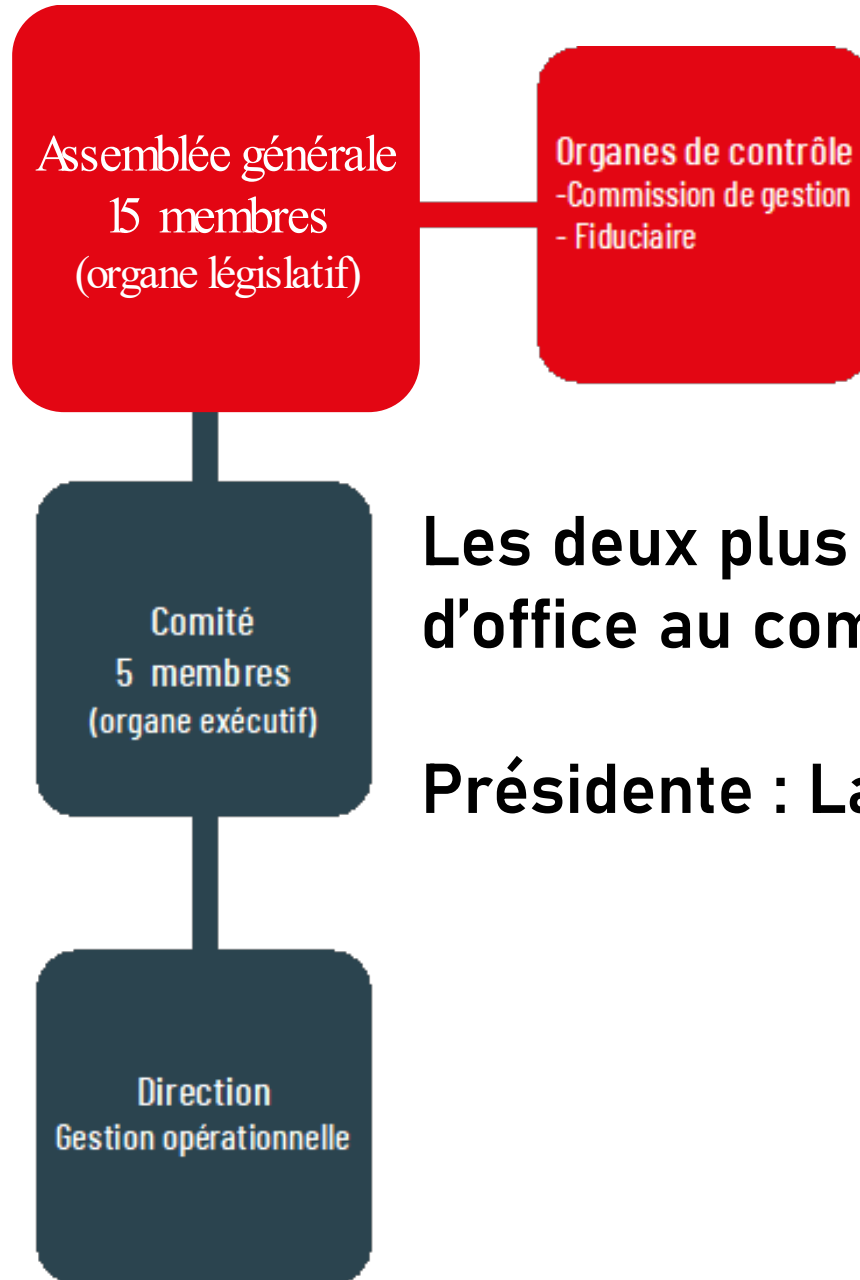 Assemblée générale
15 membres
(organe législatif)
Organes de contrôle
-Commission de gestion
- Fiduciaire
Comité
5 membres
(organe exécutif)
Les deux plus
d'office au com
Présidente : La
Direction
Gestion opérationnelle